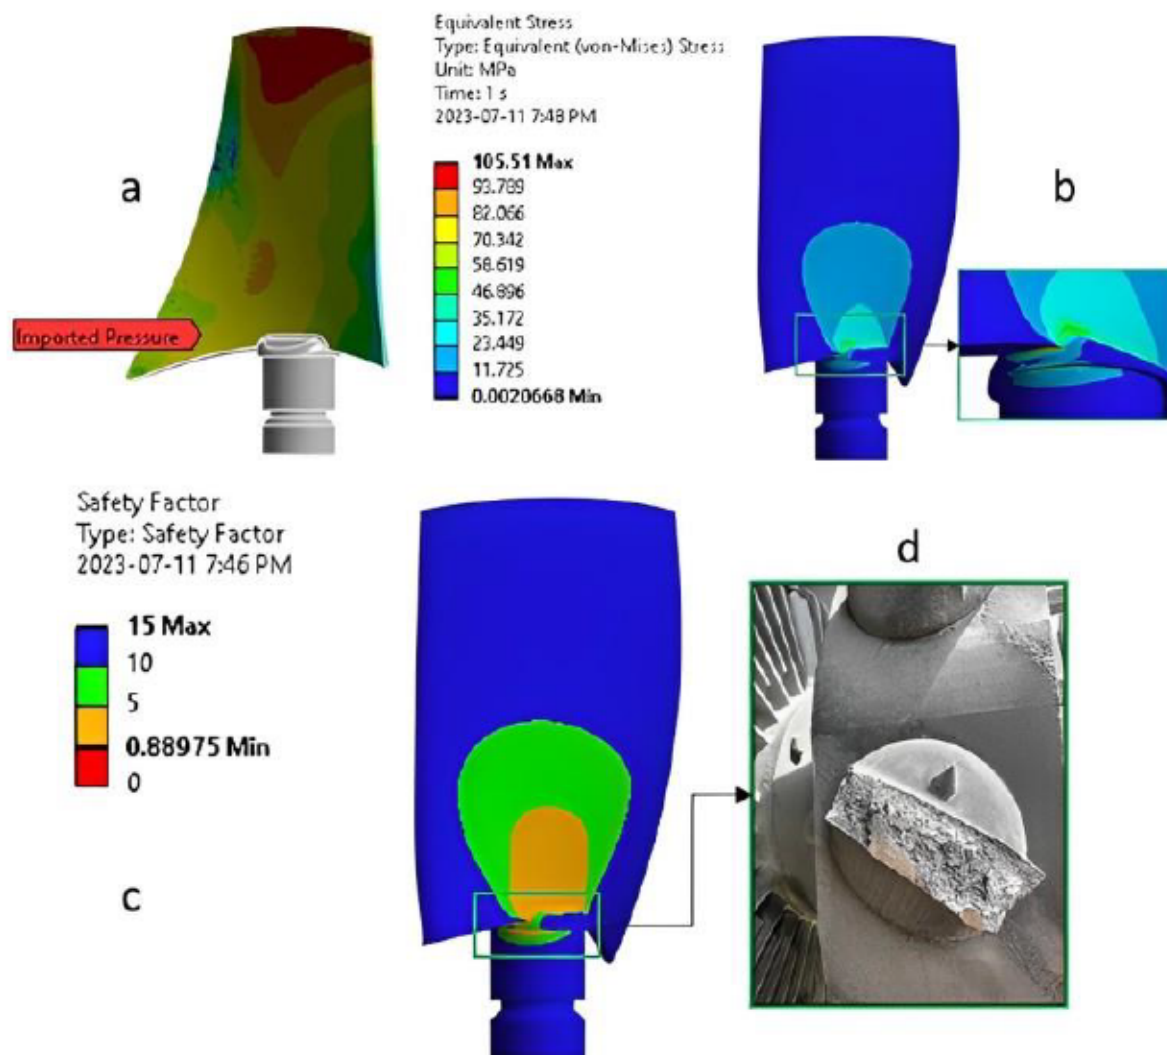 Equivalent Stress
Type: Equivalent (von-Mises) Stress
Unit: MPa
Time: 1 s
2023-07-11 7:48 PM
105.51 Max
93.789
82.066
70.342
58.619
46.896
35.172
23.449
11.725
0.0020668 Min
a
b
Imported Pressure
Safety Factor
Type: Safety Factor
2023-07-11 7:46 PM
15 Max
10
5
0.88975 Min
0
c
d